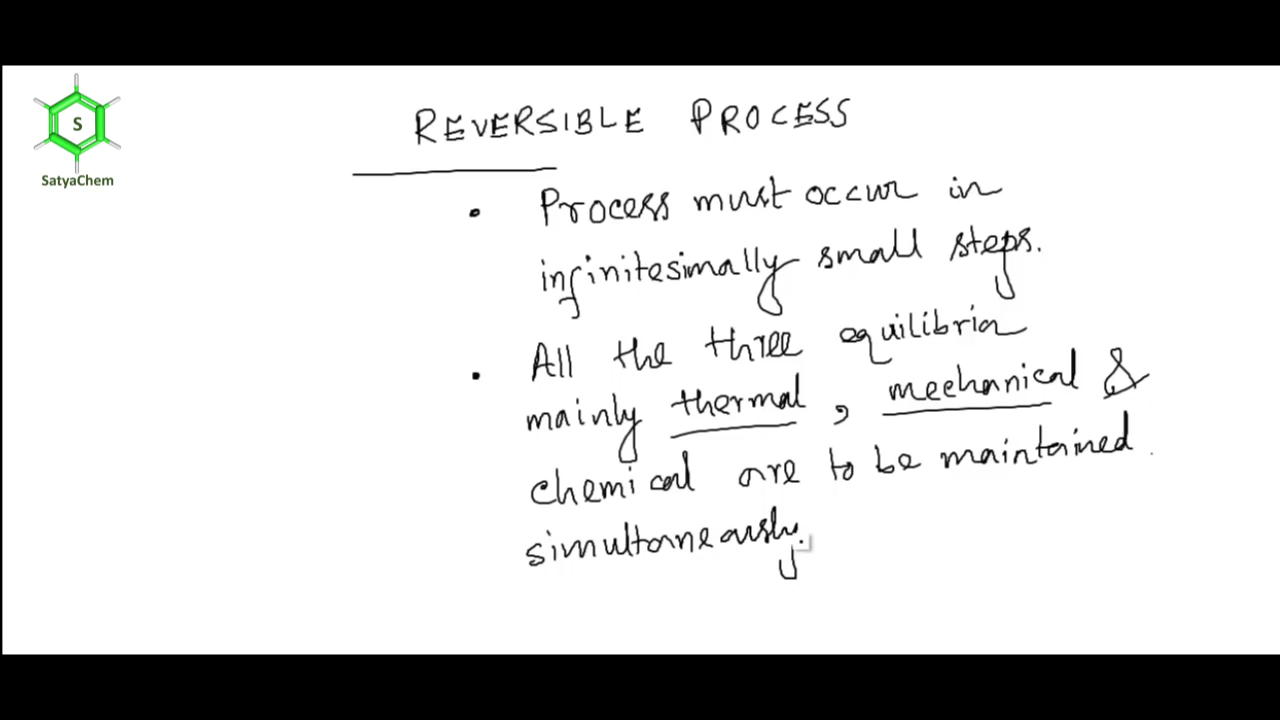 S
SatyaChem
REVERSIBLE PROCESS
• Process must occur in
infinitesimally small steps.
• All the three equilibria
mainly thermal, mechanical &
chemical are to be maintained
simultaneously.